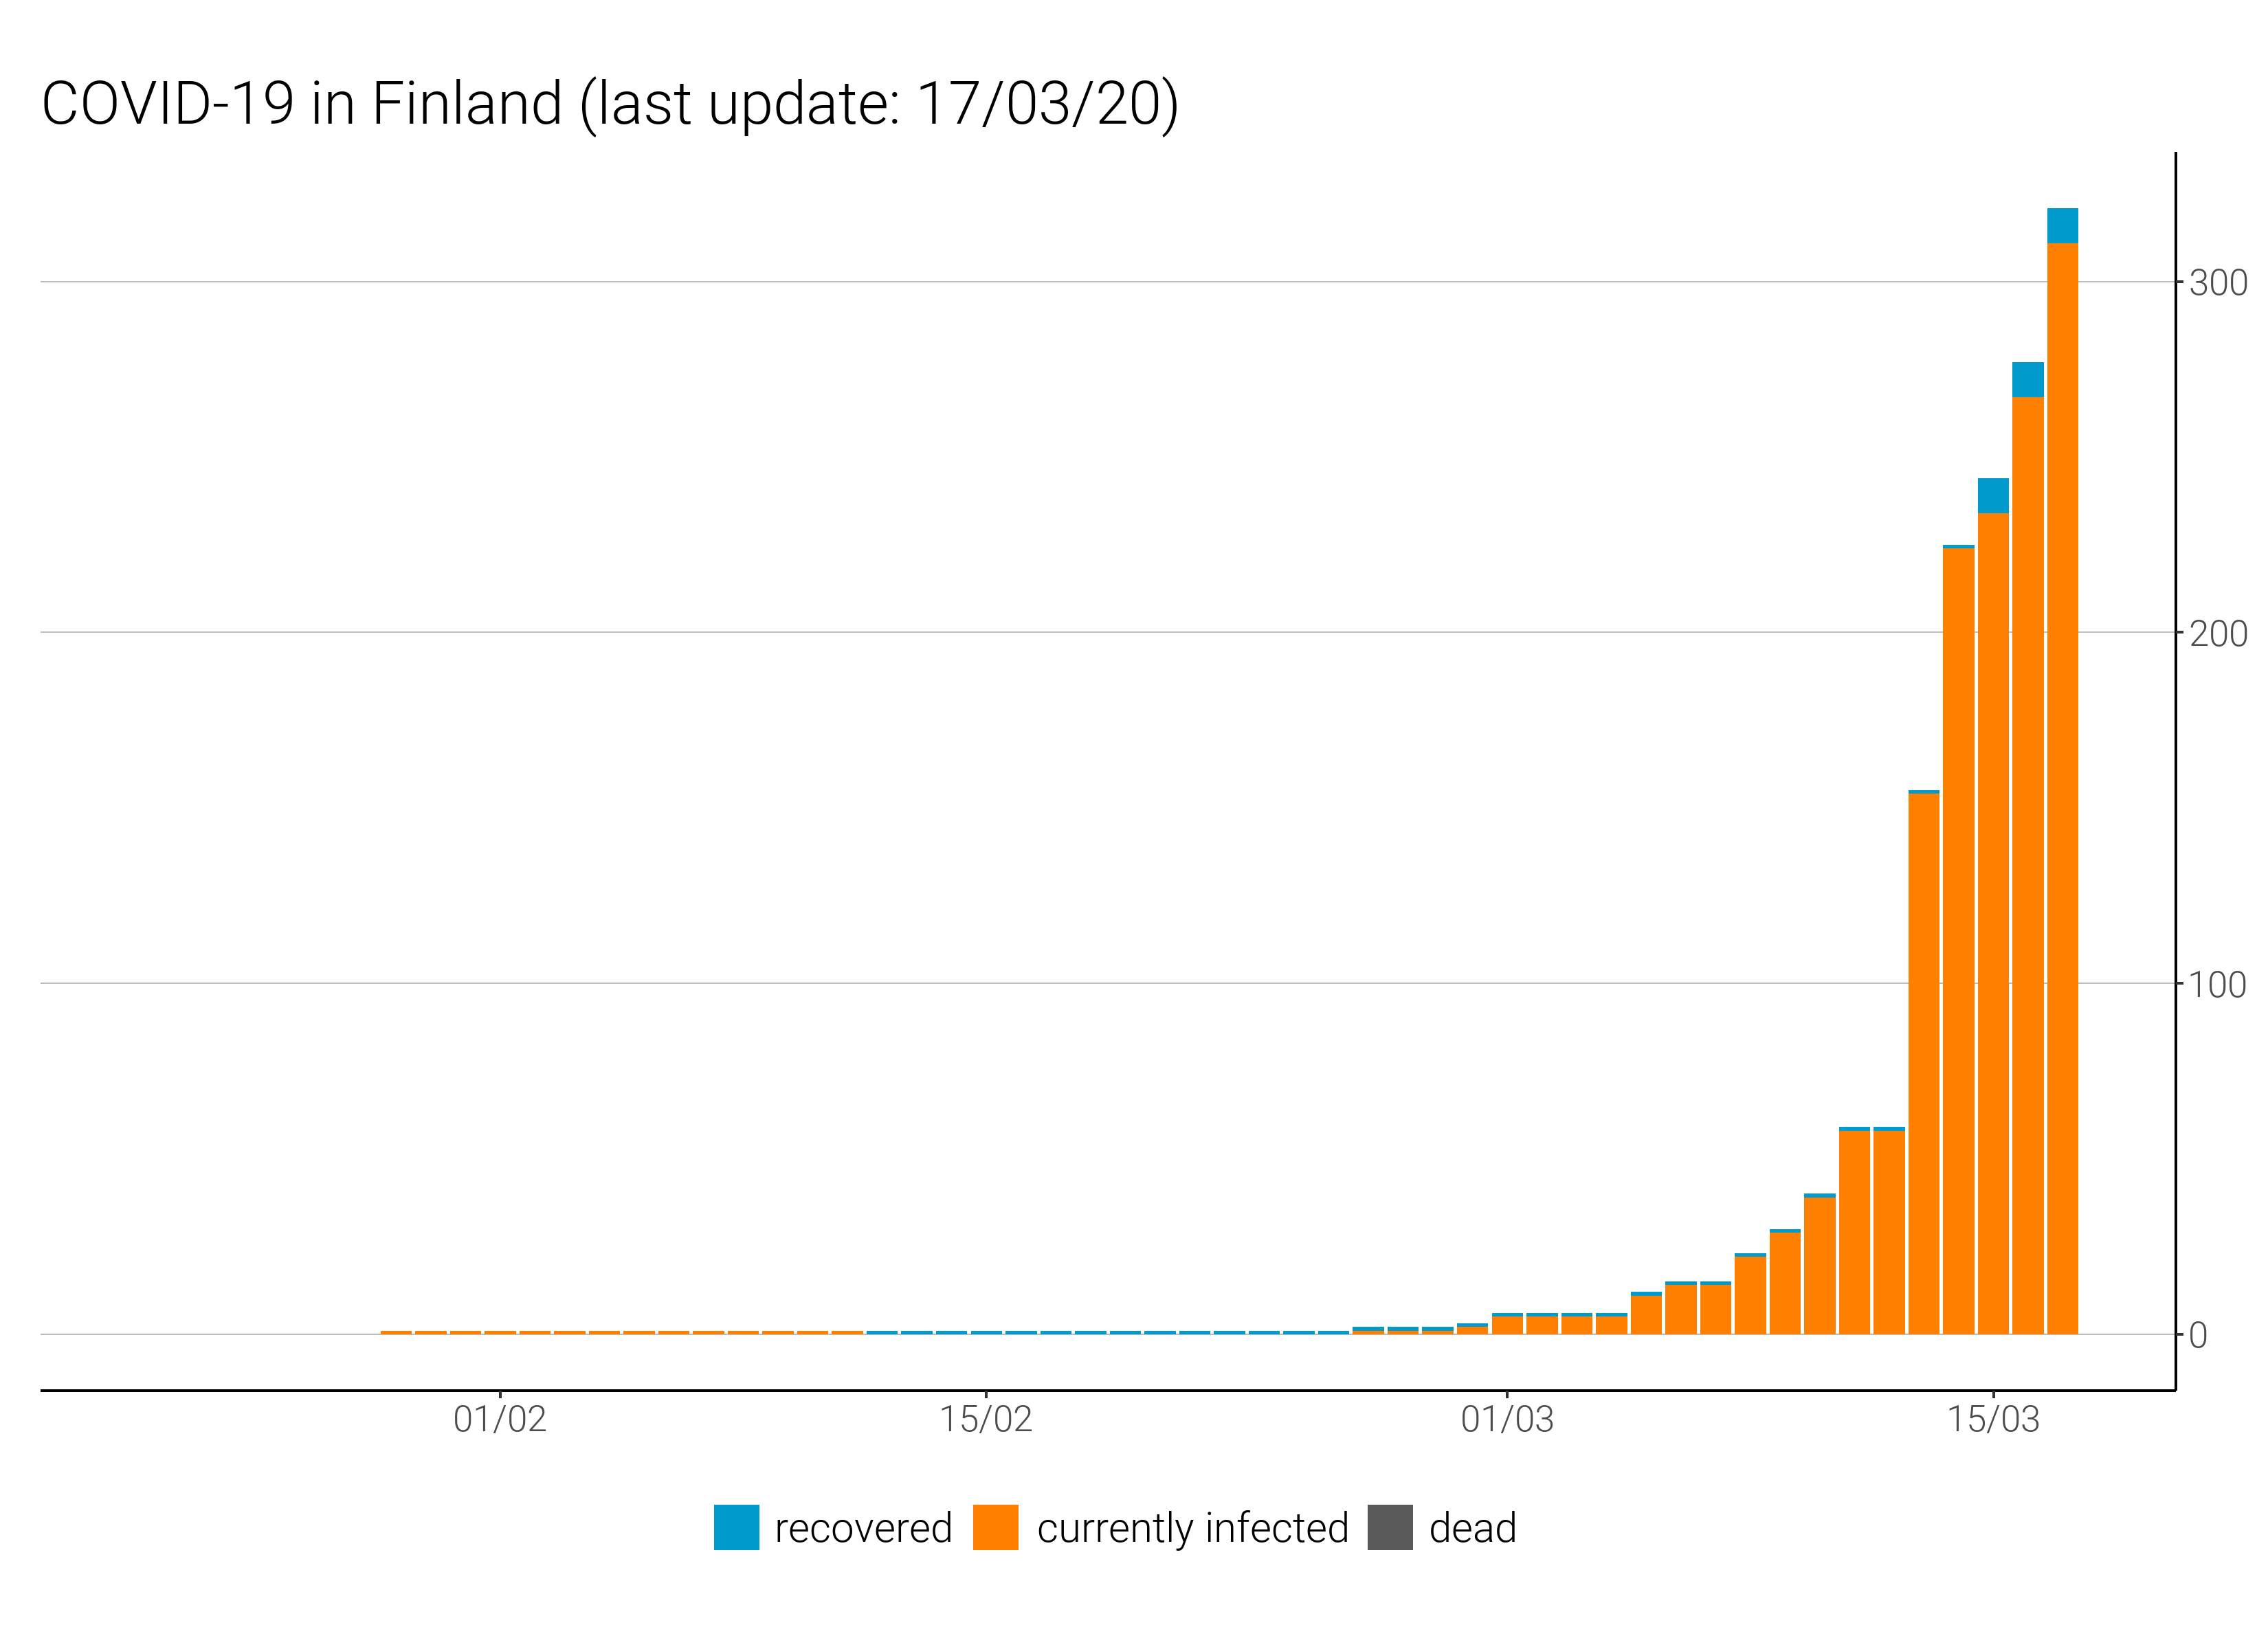 COVID-19 in Finland (last update: 17/03/20)
300
200
100
0
01/02 15/02 01/03 15/03
recovered currently infected dead